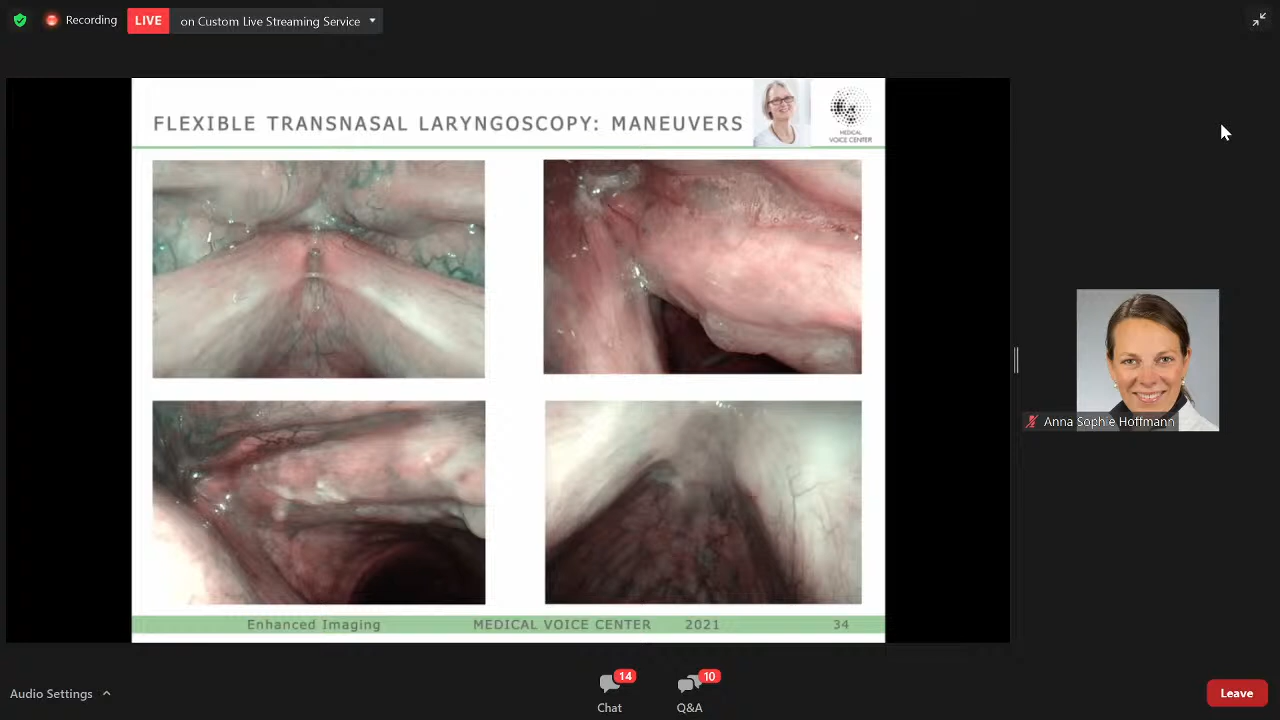 Recording
LIVE
on Custom Live Streaming Service
FLEXIBLE TRANSNASAL LARYNGOSCOPY: MANEUVERS
MEDICAL
VOICE CENTER
Anna Sophie Hoffmann
Enhanced Imaging MEDICAL VOICE CENTER 2021 34
Audio Settings
14
Chat
10
Q&A
Leave